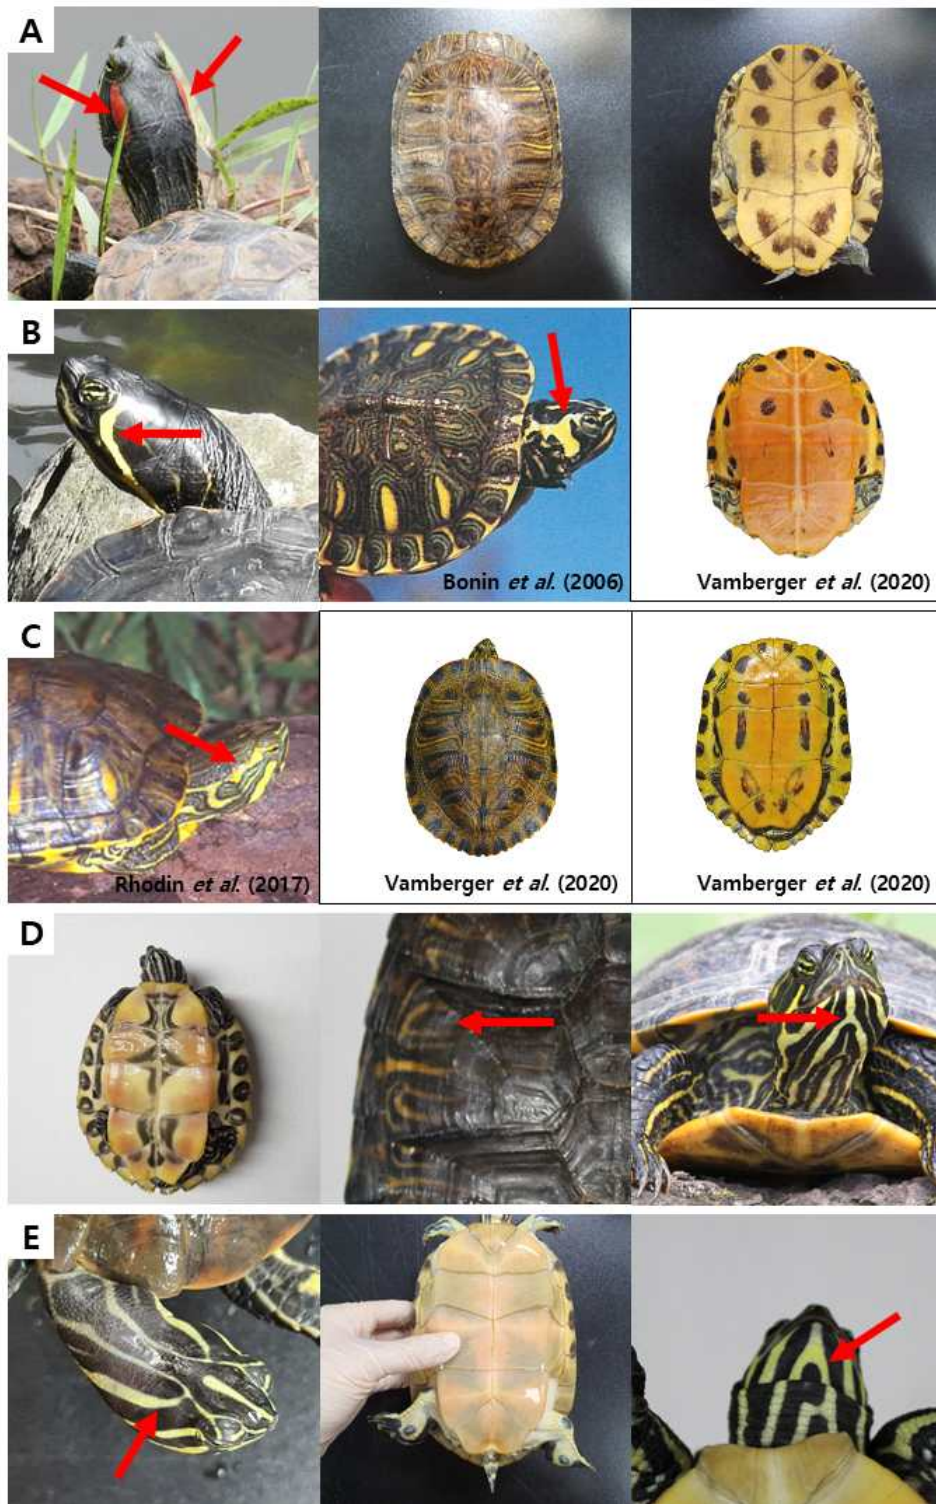 A
B
Bonin et al. (2006)
Vamberger et al. (2020)
C
Rhodin et al. (2017)
Vamberger et al. (2020)
Vamberger et al. (2020)
D
E